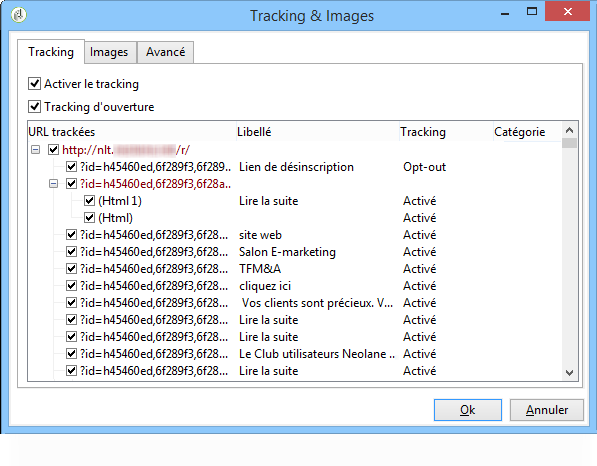 Tracking & Images
Tracking Images Avancé
Activer le tracking
Tracking d'ouverture
URL trackées Libellé Tracking Catégorie
http://nlt. /r/
?id=h45460ed,6f289f3,6f289.. Lien de désinscription Opt-out
?id=h45460ed,6f289f3,6f28a..
(Html 1) Lire la suite Activé
(Html) Activé
?id=h45460ed,6f289f3,6f28... site web Activé
?id=h45460ed,6f289f3,6f28... Salon E-marketing Activé
?id=h45460ed,6f289f3,6f28... TFM&A Activé
?id=h45460ed,6f289f3,6f28... cliquez ici Activé
?id=h45460ed,6f289f3,6f28... Vos clients sont précieux. V... Activé
?id=h45460ed,6f289f3,6f28... Lire la suite Activé
?id=h45460ed,6f289f3,6f28... Lire la suite Activé
?id=h45460ed,6f289f3,6f28... Le Club utilisateurs Neolane .. Activé
?id=h45460ed,6f289f3,6f28... Lire la suite Activé
Ok Annuler